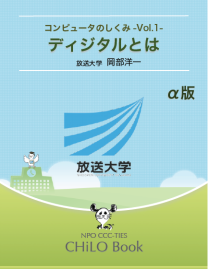 コンピュータのしくみ -Vol.1-
ディジタルとは
放送大学 岡部洋一
α版
放送大学
NPO CCC-TIES
CHiLO Book